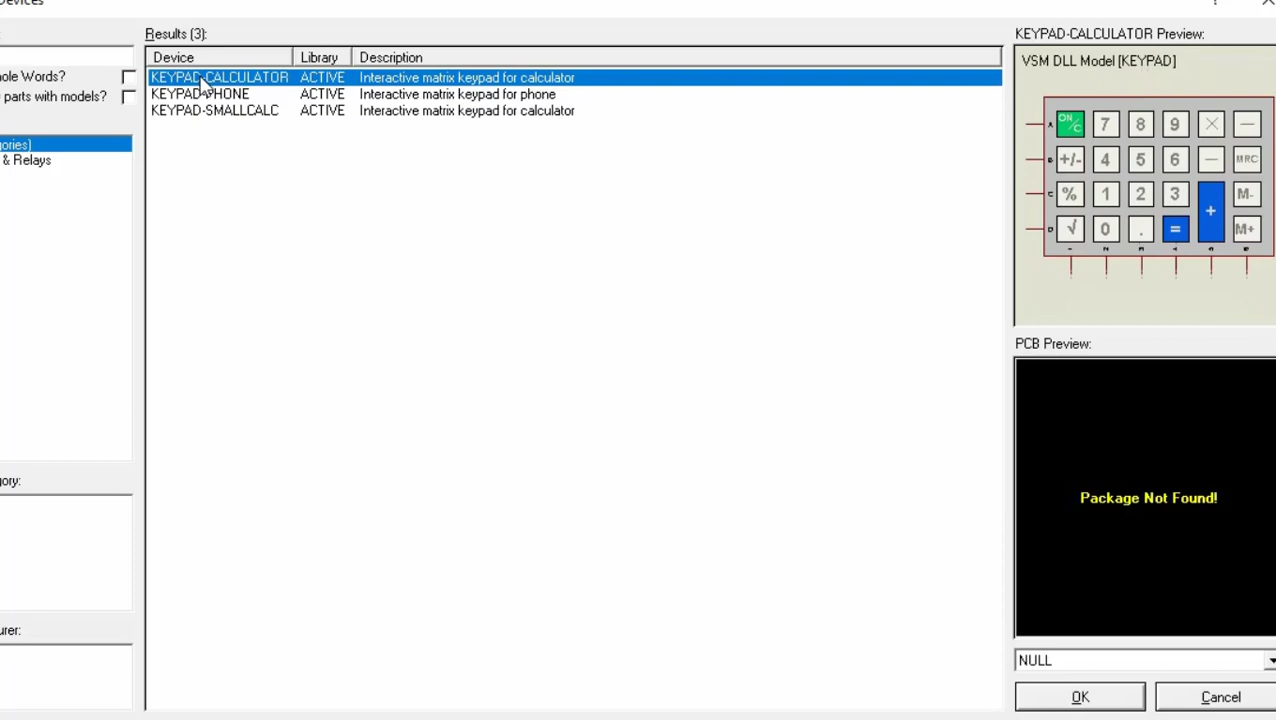 Devices
?
Results (3):
KEYPAD-CALCULATOR Preview:
Device Library Description
ole Words?
KEYPAD-CALCULATOR ACTIVE Interactive matrix keypad for calculator
VSM DLL Model [KEYPAD]
parts with models?
KEYPAD-PHONE ACTIVE Interactive matrix keypad for phone
KEYPAD-SMALLCALC ACTIVE Interactive matrix keypad for calculator
A ON/C 7 8 9 × −
ories)
& Relays
B +/- 4 5 6 − MRC
C % 1 2 3 + M-
D √ 0 . = M+
PCB Preview:
gory:
Package Not Found!
urer:
NULL
OK Cancel